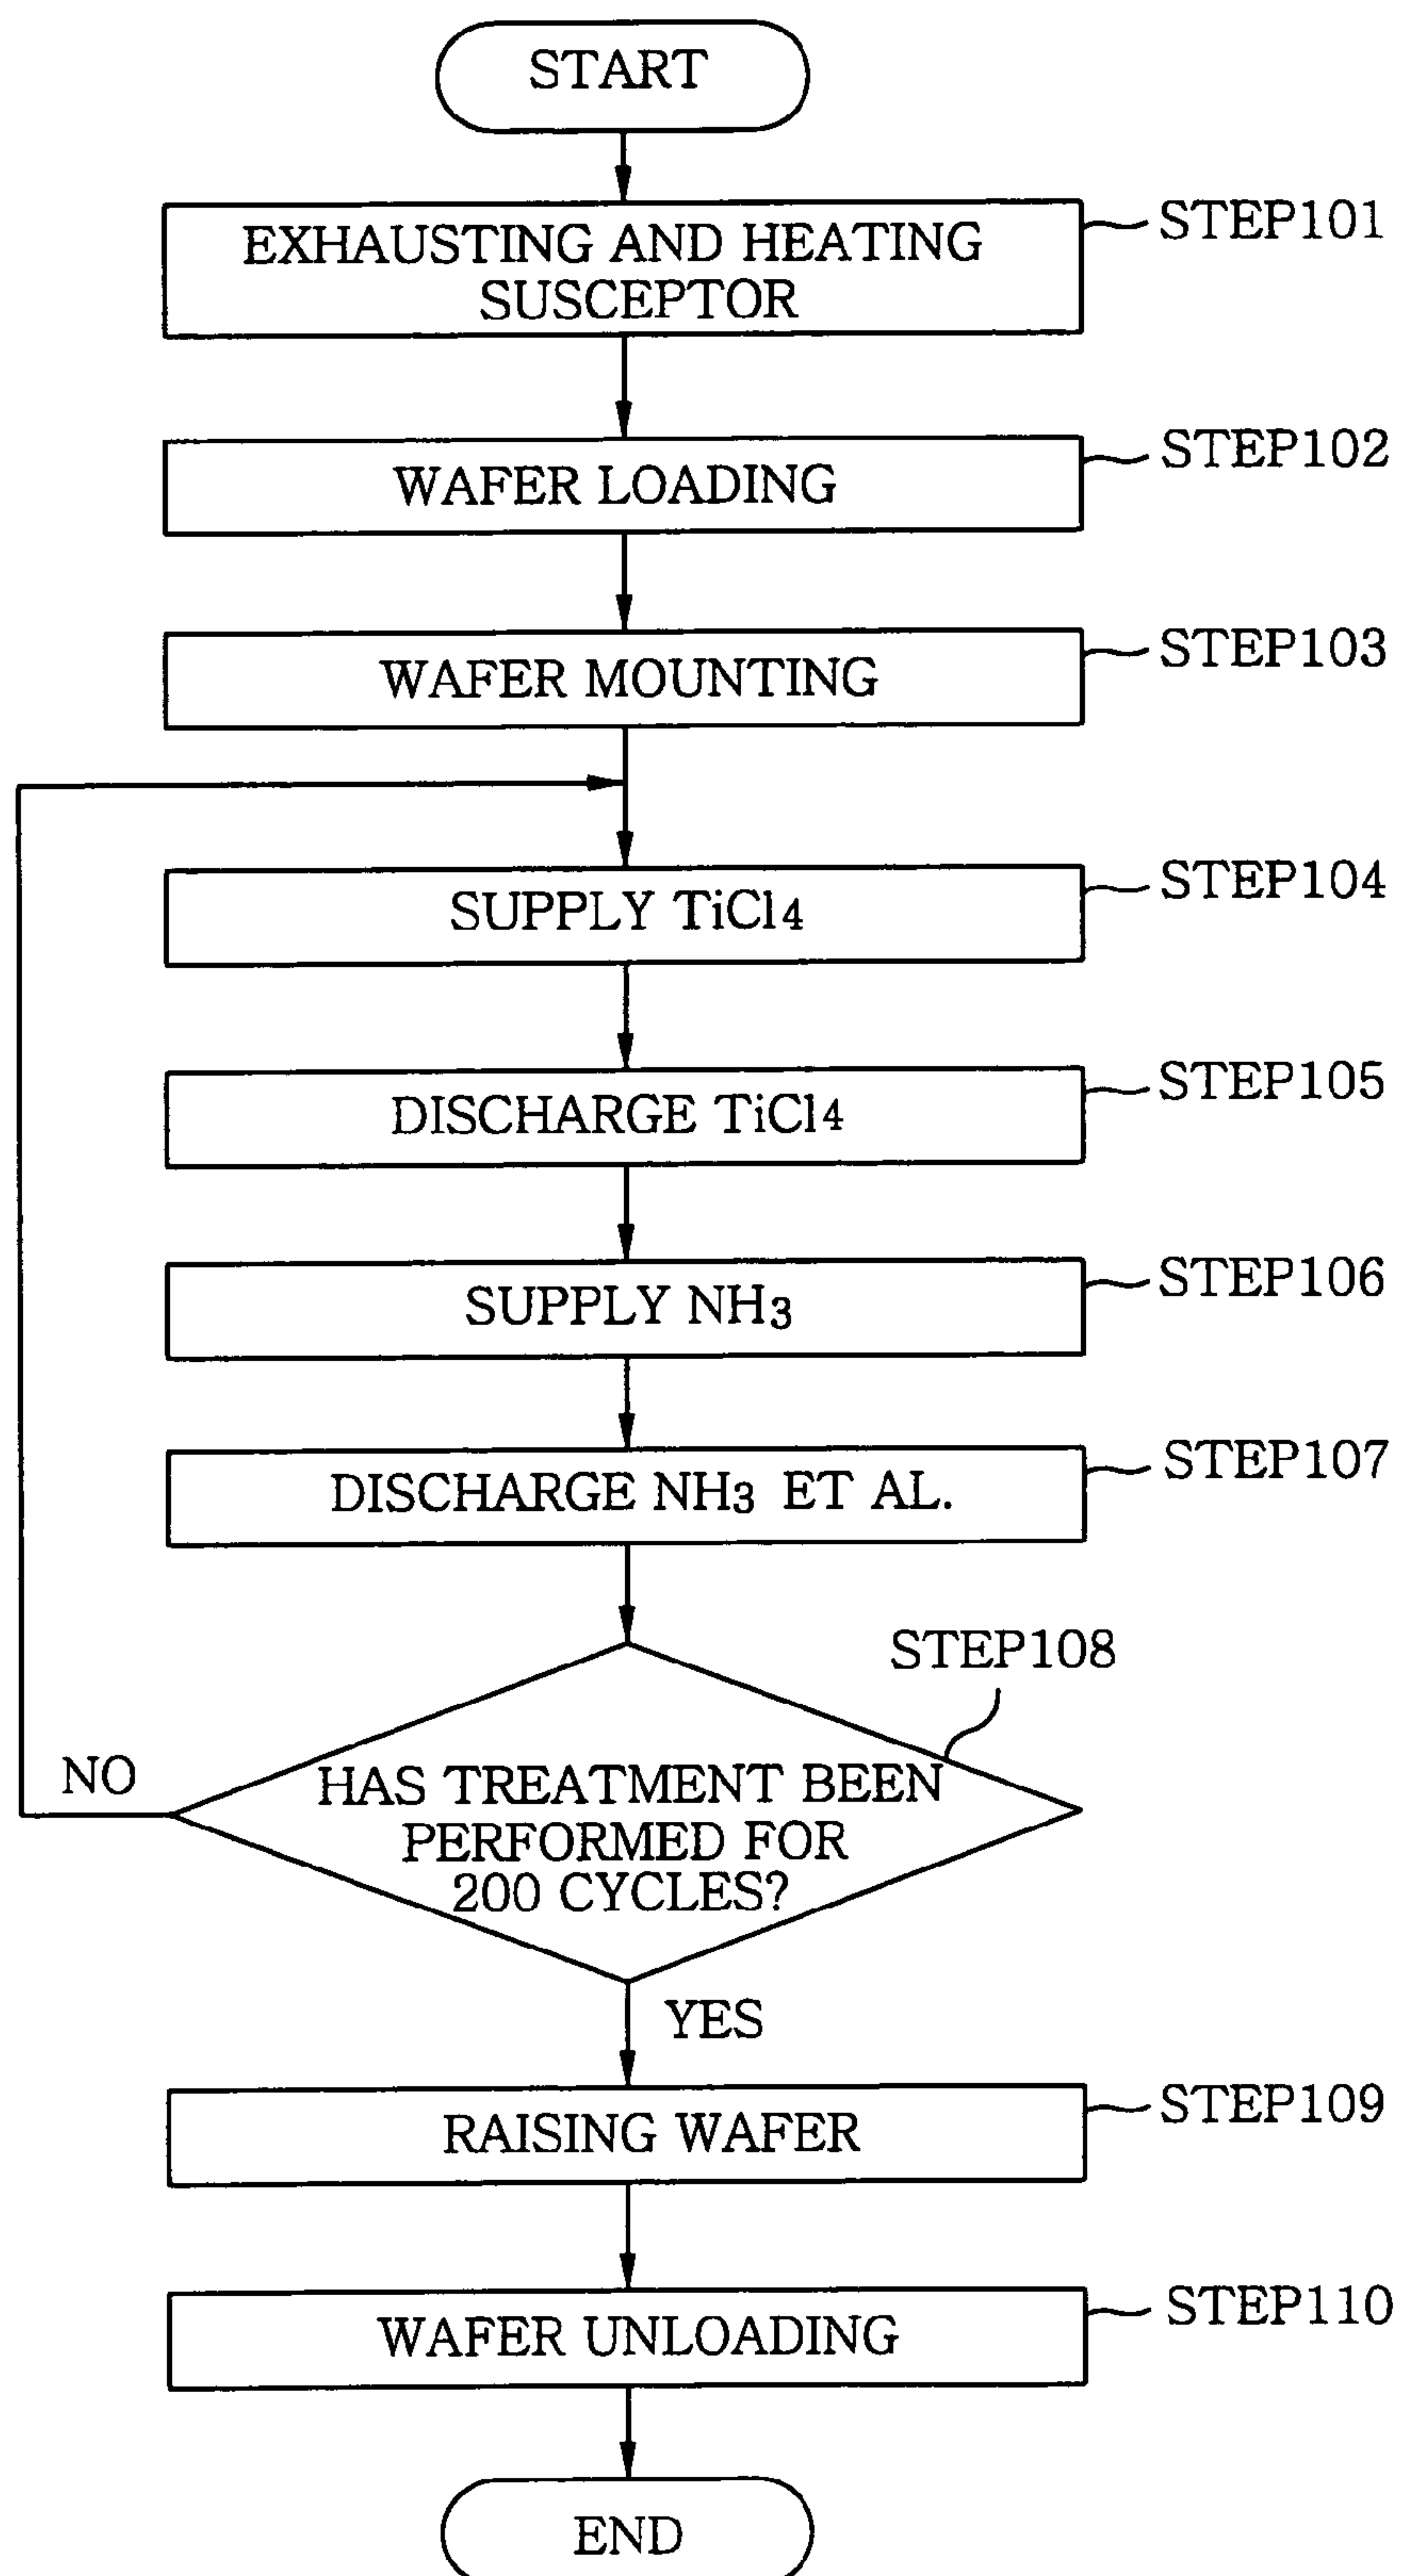 START
EXHAUSTING AND HEATING
SUSCEPTOR
STEP101
WAFER LOADING
STEP102
WAFER MOUNTING
STEP103
SUPPLY TiCl4
STEP104
DISCHARGE TiCl4
STEP105
SUPPLY NH3
STEP106
DISCHARGE NH3 ET AL.
STEP107
STEP108
HAS TREATMENT BEEN
PERFORMED FOR
200 CYCLES?
NO
YES
RAISING WAFER
STEP109
WAFER UNLOADING
STEP110
END